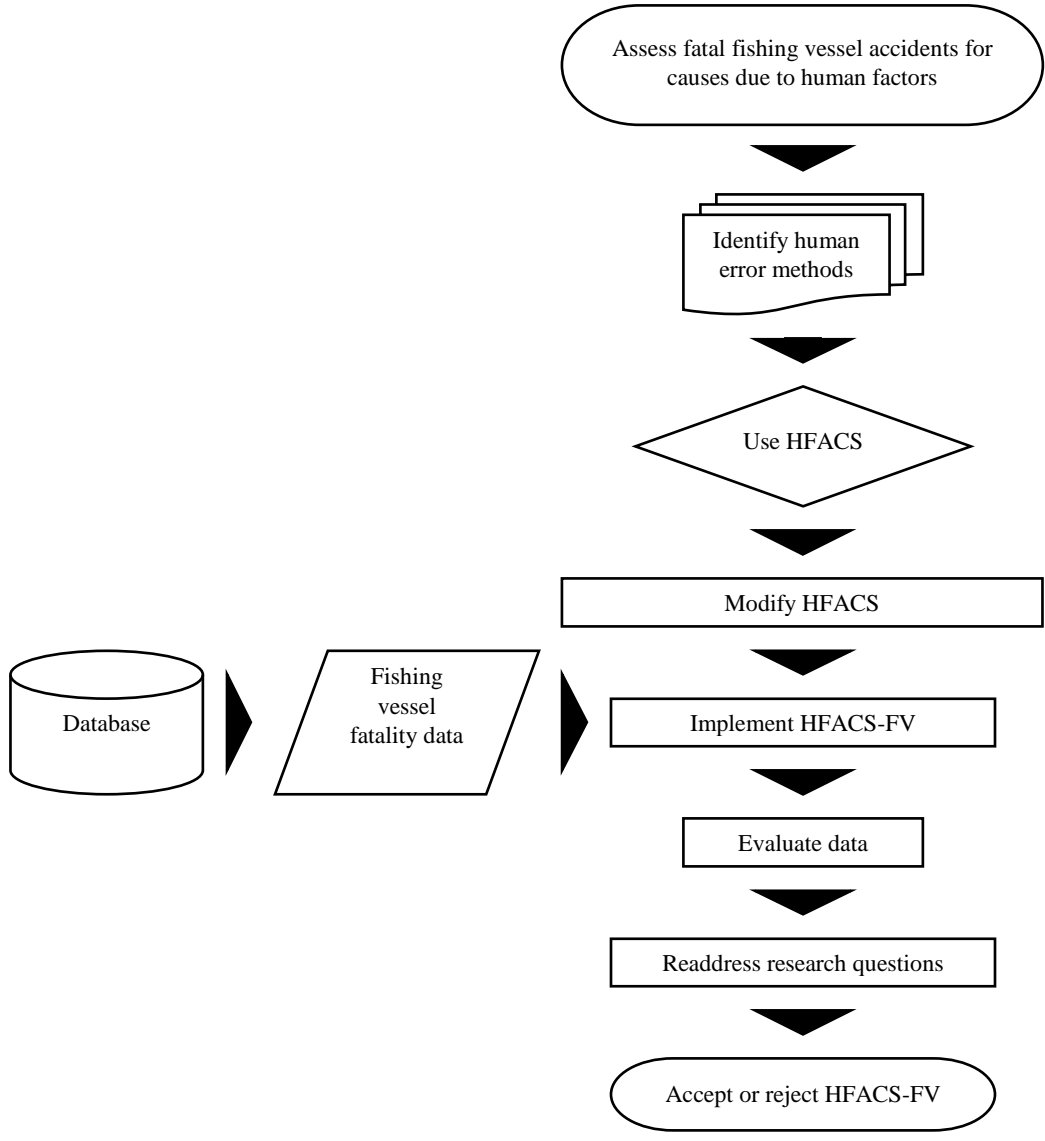 Assess fatal fishing vessel accidents for
causes due to human factors
Identify human
error methods
Use HFACS
Modify HFACS
Database
Fishing
vessel
fatality data
Implement HFACS-FV
Evaluate data
Readdress research questions
Accept or reject HFACS-FV